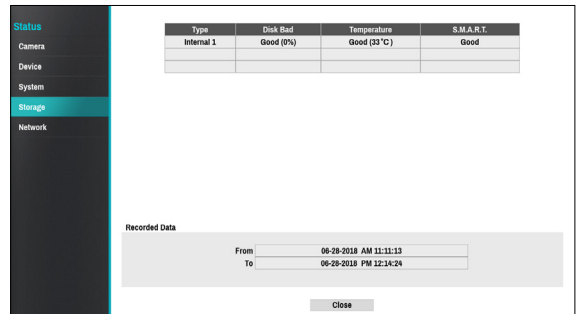 Status
Camera
Device
System
Storage
Network
Type Disk Bad Temperature S.M.A.R.T.
Internal 1 Good (0%) Good (33 °C ) Good
Recorded Data
From 06-28-2018 AM 11:11:13
To 06-28-2018 PM 12:14:24
Close